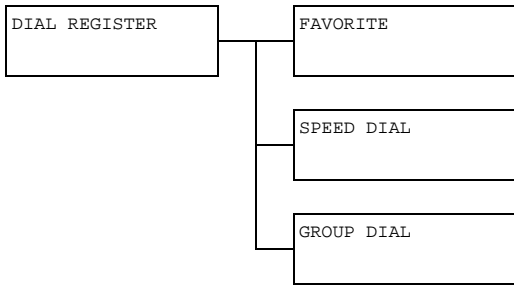 DIAL REGISTER
FAVORITE
SPEED DIAL
GROUP DIAL